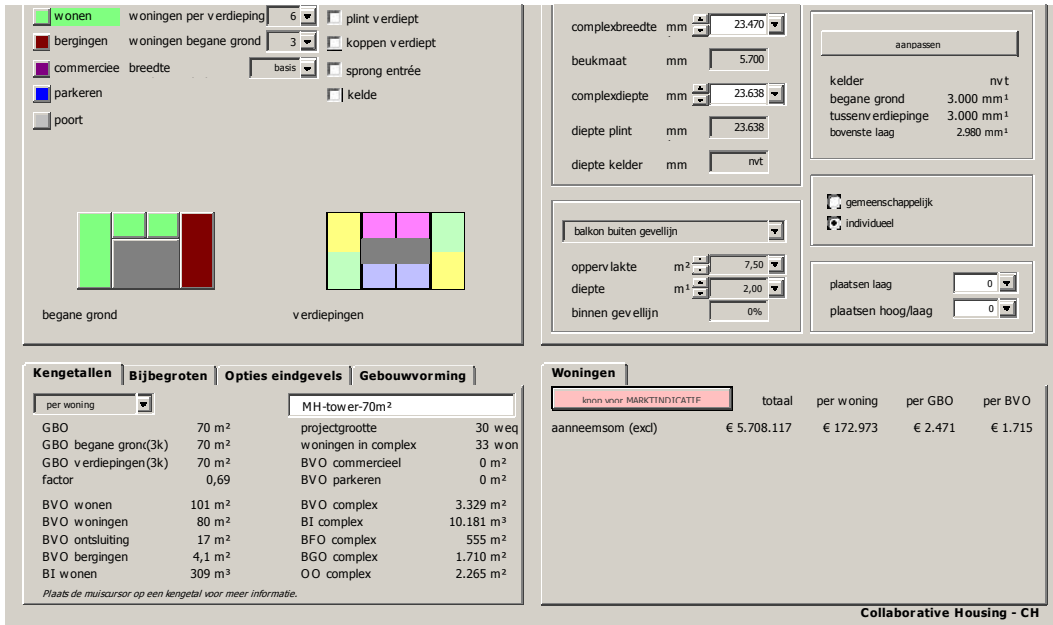 wonen woningen per verdieping 6 plint verdiept
bergingen woningen begane grond 3 koppen verdiept
commerciee breedte basis sprong entrée
parkeren kelde
poort
begane grond verdiepingen
complexbreedte mm 23.470
beukmaat mm 5.700
complexdiepte mm 23.638
diepte plint mm 23.638
diepte kelder mm nvt
aanpassen
kelder nvt
begane grond 3.000 mm¹
tussenverdiepinge 3.000 mm¹
bovenste laag 2.980 mm¹
balkon buiten gevellijn
oppervlakte m² 7,50
diepte m¹ 2,00
binnen gevellijn 0%
gemeenschappelijk
individueel
plaatsen laag 0
plaatsen hoog/laag 0
Kengetallen Bijbegroten Opties eindgevels Gebouwvorming
per woning MH-tower-70m²
GBO 70 m² projectgrootte 30 weq
GBO begane gronc(3k) 70 m² woningen in complex 33 won
GBO verdiepingen(3k) 70 m² BVO commercieel 0 m²
factor 0,69 BVO parkeren 0 m²
BVO wonen 101 m² BVO complex 3.329 m²
BVO woningen 80 m² BI complex 10.181 m³
BVO ontsluiting 17 m² BFO complex 555 m²
BVO bergingen 4,1 m² BGO complex 1.710 m²
BI wonen 309 m³ OO complex 2.265 m²
Plaats de muiscursor op een kengetal voor meer informatie.
Woningen
knop voor MARKTINDICATIE totaal per woning per GBO per BVO
aanneemsom (excl) € 5.708.117 € 172.973 € 2.471 € 1.715
Collaborative Housing - CH